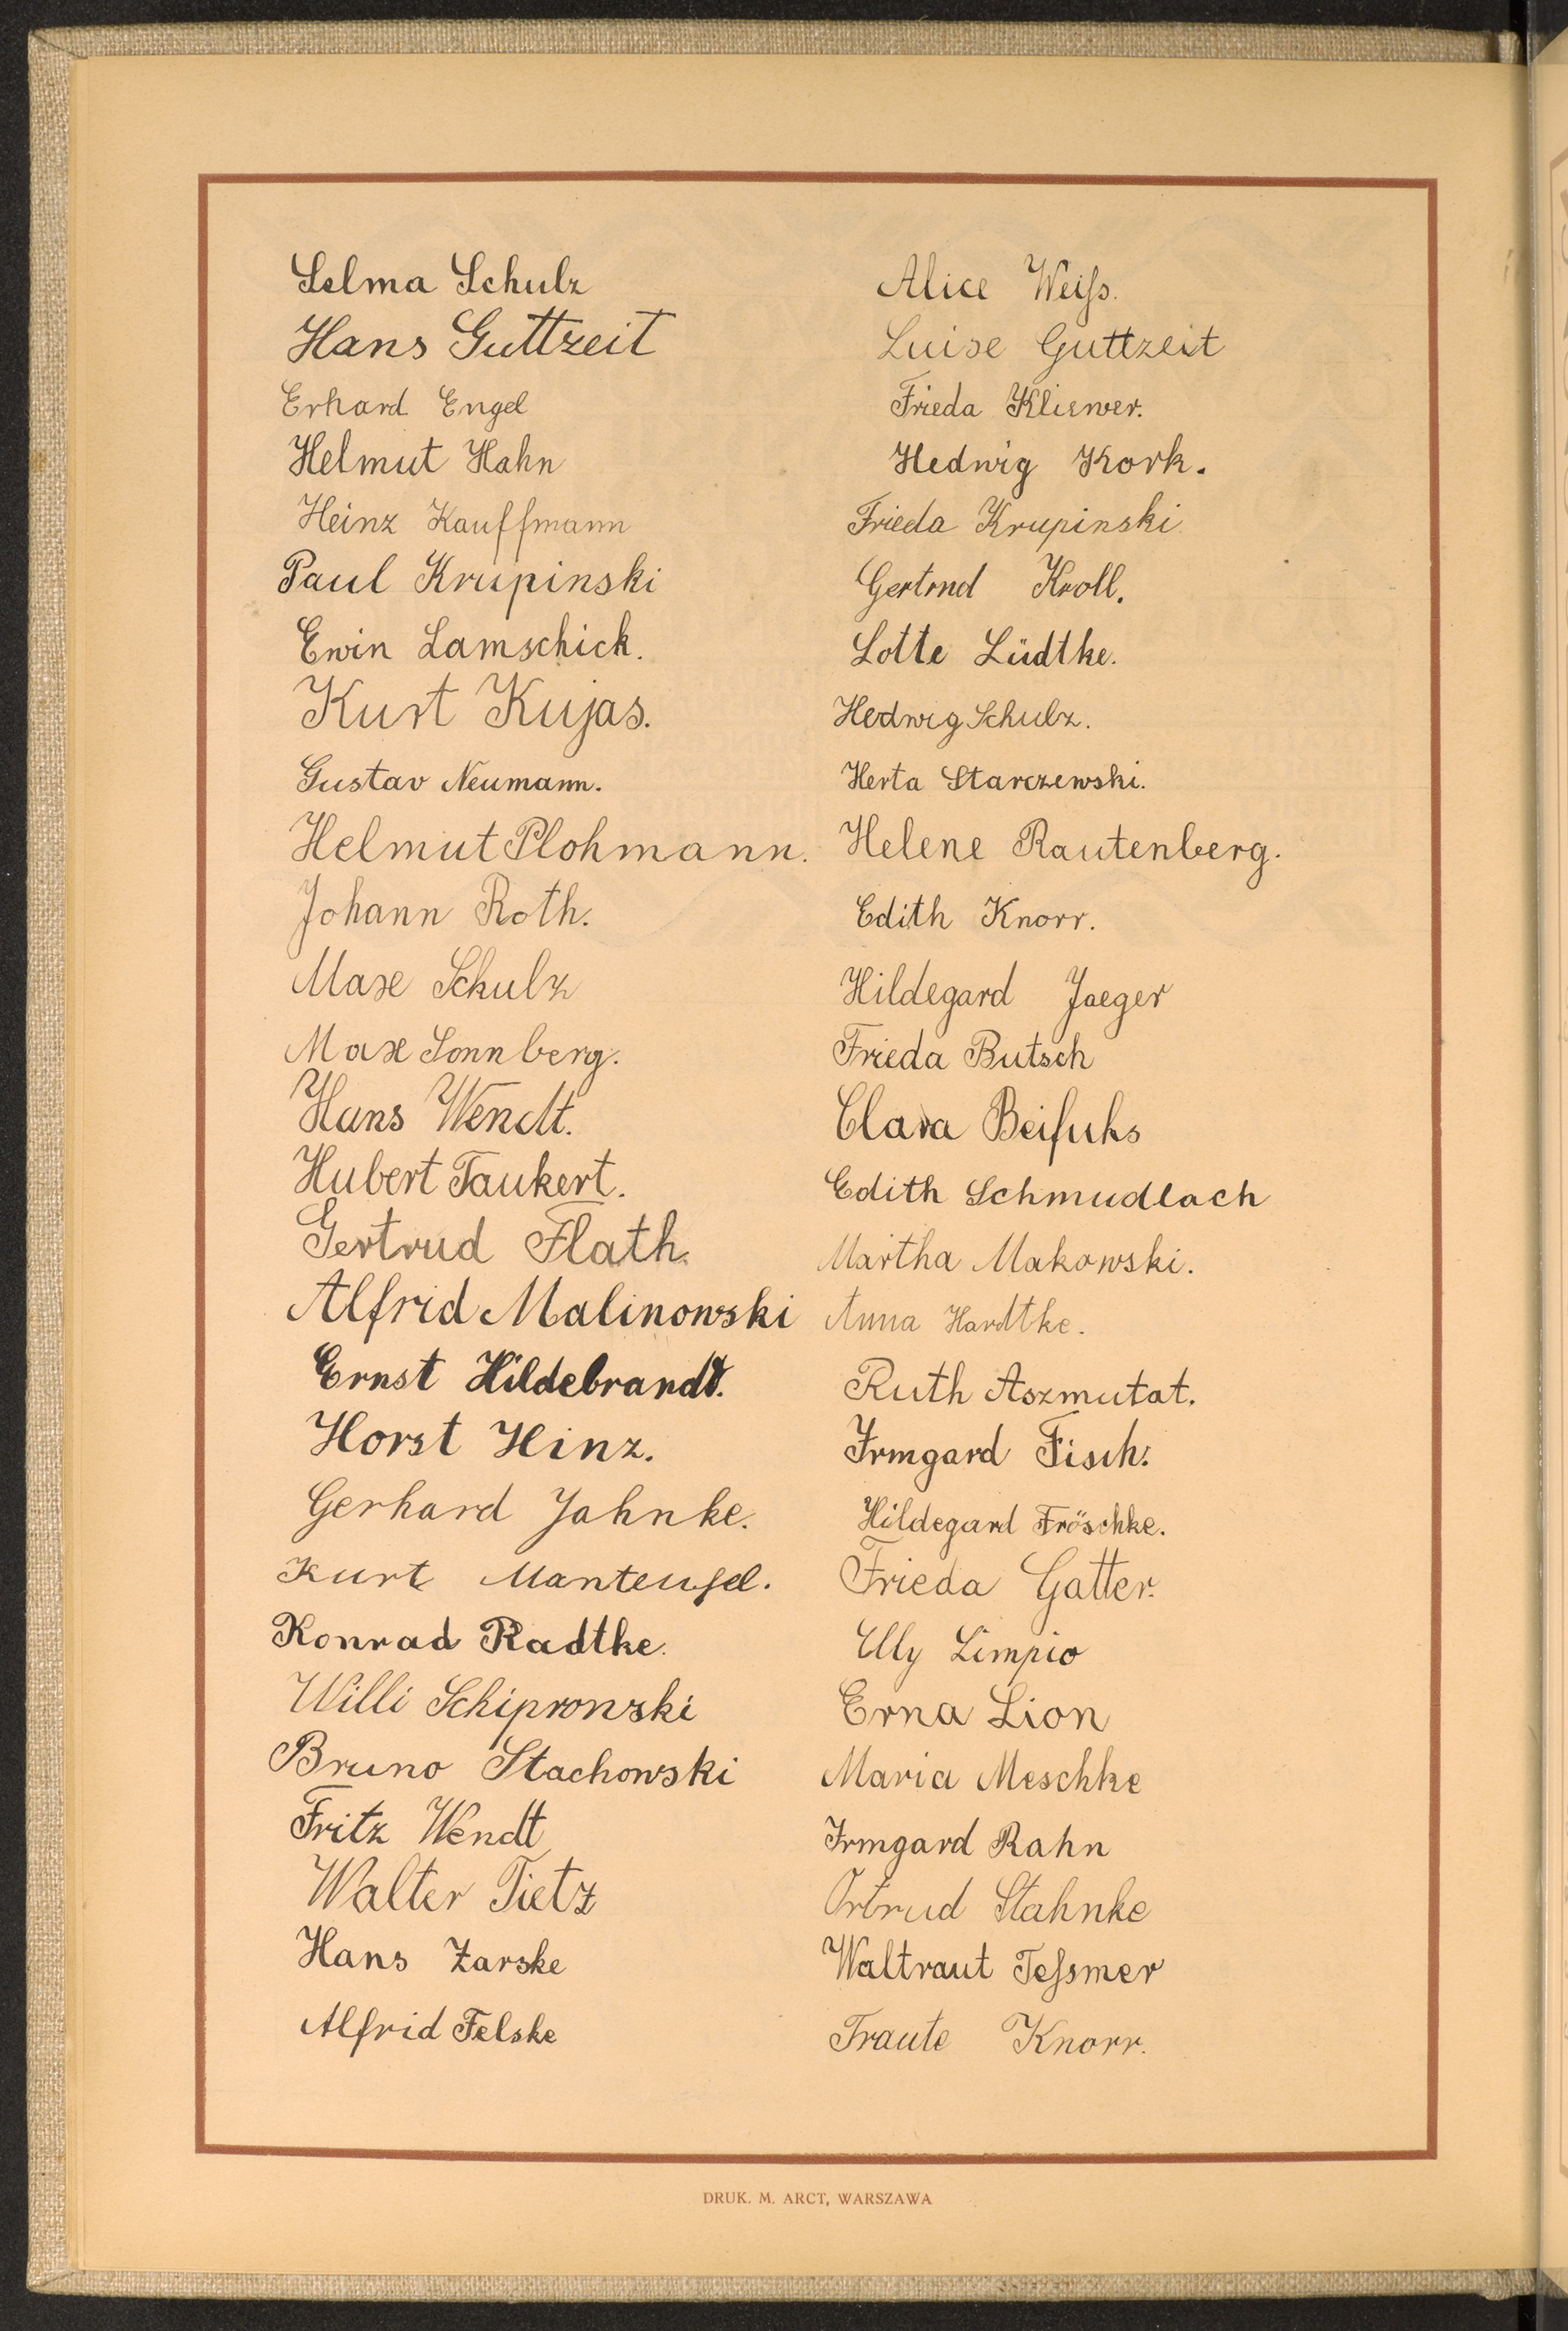 Selma Schulz
Hans Guttzeit
Erhard Engel
Helmut Hahn
Heinz Kauffmann
Paul Krupinski
Erwin Lamschick.
Kurt Kujas.
Gustav Neumann.
Helmut Plohmann.
Johann Roth.
Max Schulz
Max Sonnberg.
Hans Wendt.
Hubert Taukert.
Gertrud Flath.
Alfrid Malinowski
Ernst Hildebrandt.
Horst Hinz.
Gerhard Jahnke.
Kurt Manteufel.
Konrad Radtke.
Willi Schiprowski
Bruno Stachowski
Fritz Wendt
Walter Tietz
Hans Zarske
Alfrid Felske
Alice Weiſs.
Luise Guttzeit
Frieda Kliewer.
Hedwig Kork.
Frieda Krupinski
Gertrud Kroll.
Lotte Lüdtke.
Hedwig Schulz.
Herta Starczewski.
Helene Rautenberg.
Edith Knorr.
Hildegard Jaeger
Frieda Butsch
Clara Beifuhs
Edith Schmudlach
Martha Makowski.
Anna Hardtke.
Ruth Aszmutat.
Irmgard Fisch.
Hildegard Fröschke.
Frieda Gatter.
Elly Limpio
Erna Lion
Maria Meschke
Irmgard Rahn
Ortrud Stahnke
Waltraut Teſsmer
Traute Knorr.
DRUK. M. ARCT, WARSZAWA